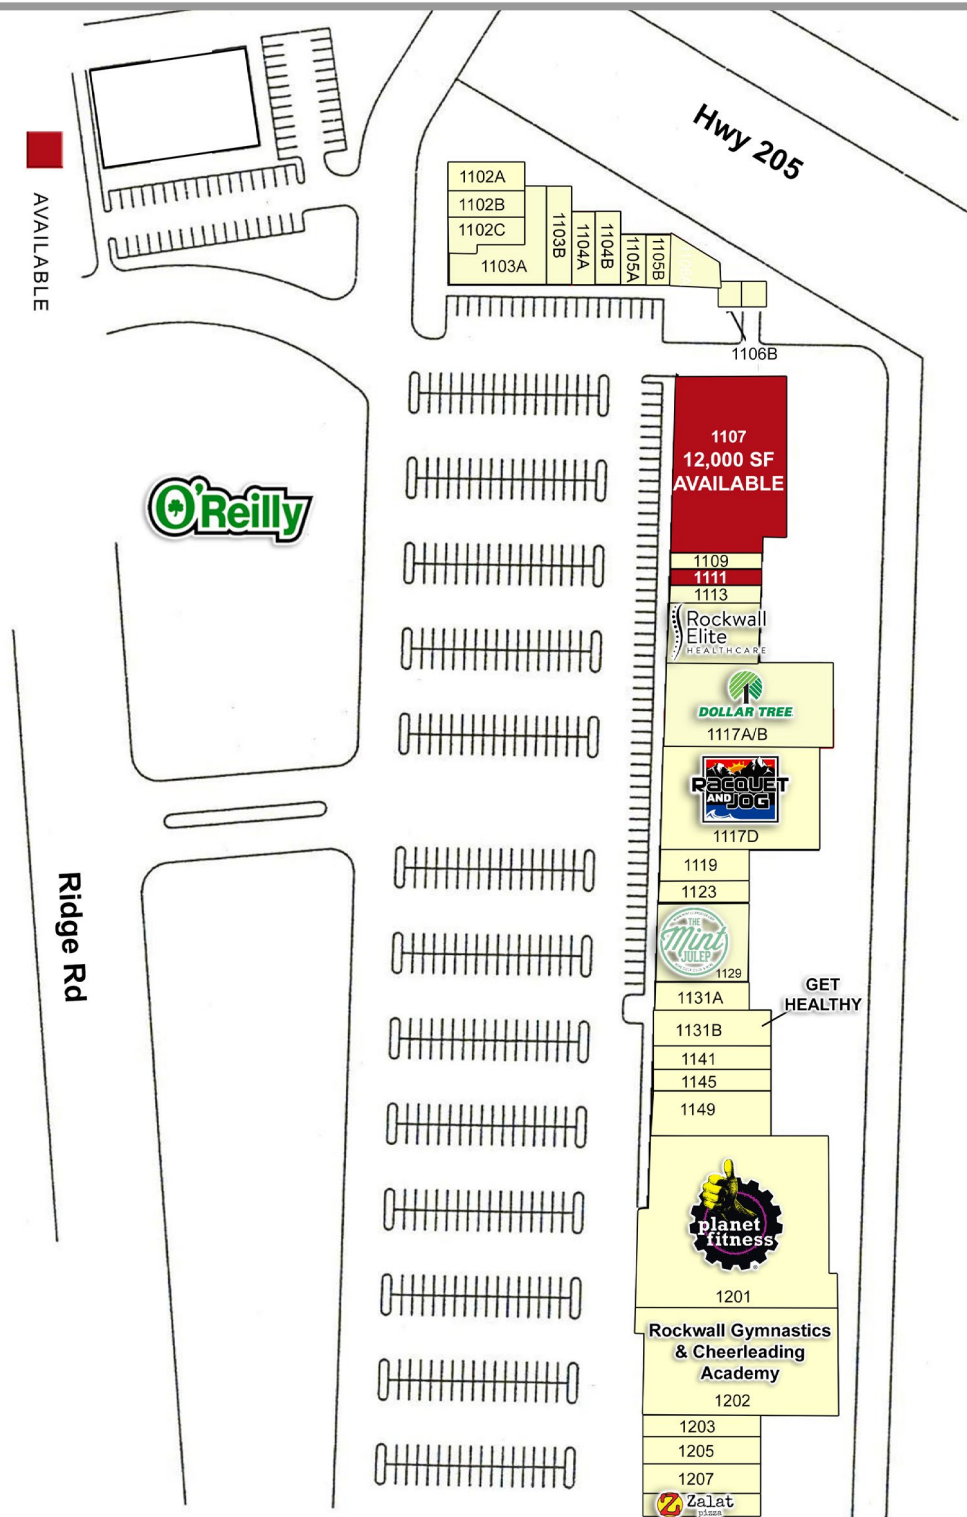 Hwy 205
AVAILABLE
1102A
1102B
1102C
1103A
1103B
1104A
1104B
1105A
1105B
1106B
1107
12,000 SF
AVAILABLE
1109
1111
1113
Rockwall
Elite
HEALTHCARE
O'Reilly
DOLLAR TREE
1117A/B
RACQUET
AND JOG
1117D
1119
1123
THE
Mint
JULEP
1129
Ridge Rd
1131A
GET
HEALTHY
1131B
1141
1145
1149
planet
fitness
1201
Rockwall Gymnastics
& Cheerleading
Academy
1202
1203
1205
1207
Z Zalat
pizza